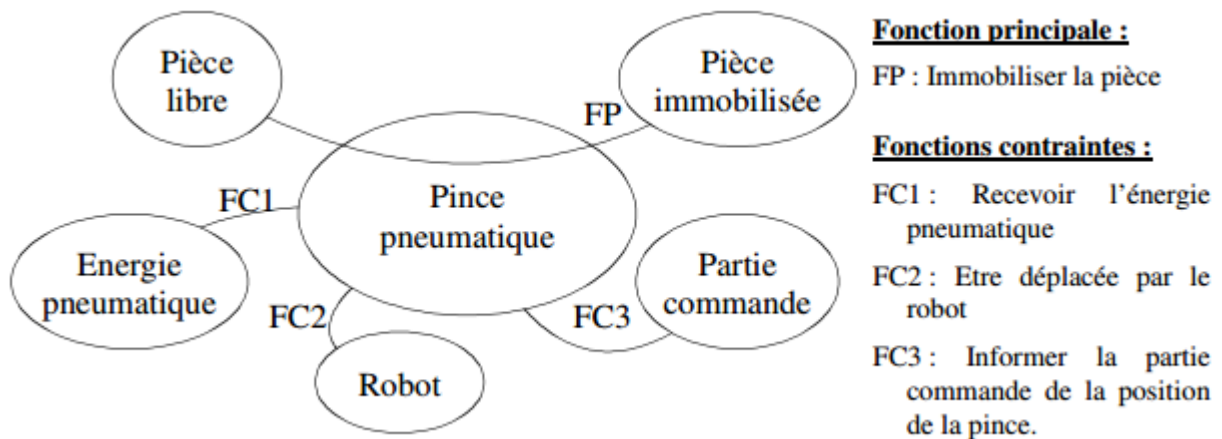 Pièce
libre
Pièce
immobilisée
FP
Pince
pneumatique
FC1
Energie
pneumatique
FC2
Robot
FC3
Partie
commande
Fonction principale :
FP : Immobiliser la pièce
Fonctions contraintes :
FC1 : Recevoir l'énergie
pneumatique
FC2 : Etre déplacée par le
robot
FC3 : Informer la partie
commande de la position
de la pince.